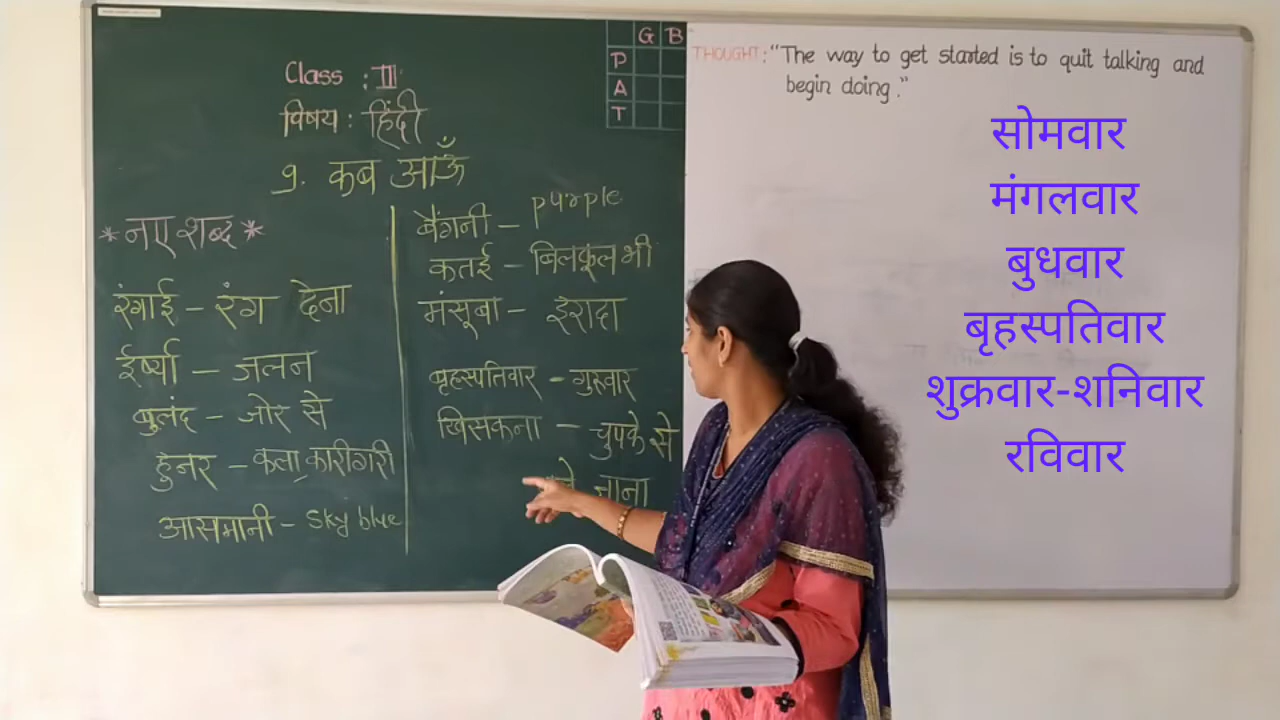 Class : III
विषय : हिंदी
9. कब आऊँ
G B
P
A
T
*नए शब्द*
रंगाई - रंग देना
ईर्ष्या - जलन
बुलंद - जोर से
हुनर - कला,कारीगरी
आसमानी - sky blue
बैंगनी - purple
कतई - बिलकूल भी
मंसूबा - इरादा
बृहस्पतिवार - गुरुवार
खिसकना - चुपके से
जाना
THOUGHT: "The way to get started is to quit talking and
begin doing."
सोमवार
मंगलवार
बुधवार
बृहस्पतिवार
शुक्रवार-शनिवार
रविवार